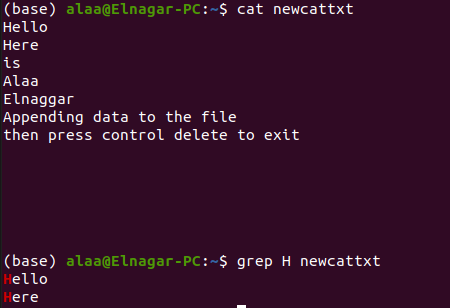 (base) alaa@Elnagar-PC:~$ cat newcattxt
Hello
Here
is
Alaa
Elnaggar
Appending data to the file
then press control delete to exit
(base) alaa@Elnagar-PC:~$ grep H newcattxt
Hello
Here